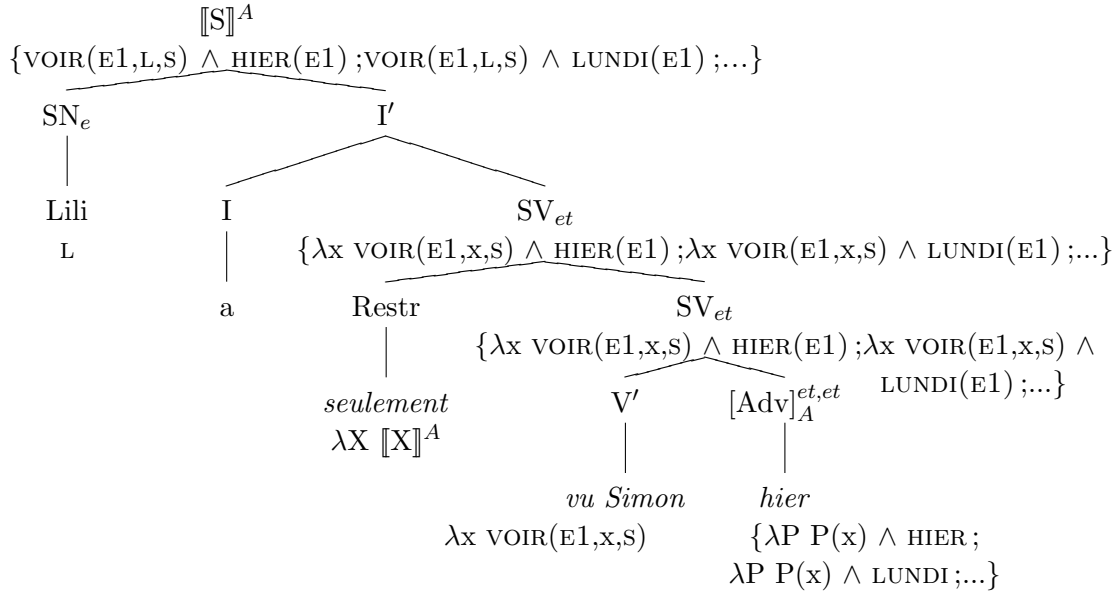 ⟦S⟧^A
{VOIR(E1,L,S) ∧ HIER(E1) ;VOIR(E1,L,S) ∧ LUNDI(E1) ;...}
SN_e I′
Lili I SV_et
L {λx VOIR(E1,x,S) ∧ HIER(E1) ;λx VOIR(E1,x,S) ∧ LUNDI(E1) ;...}
a Restr SV_et
{λx VOIR(E1,x,S) ∧ HIER(E1) ;λx VOIR(E1,x,S) ∧
LUNDI(E1) ;...}
seulement V′ [Adv]_A^{et,et}
λX ⟦X⟧^A
vu Simon hier
λx VOIR(E1,x,S) {λP P(x) ∧ HIER ;
λP P(x) ∧ LUNDI ;...}